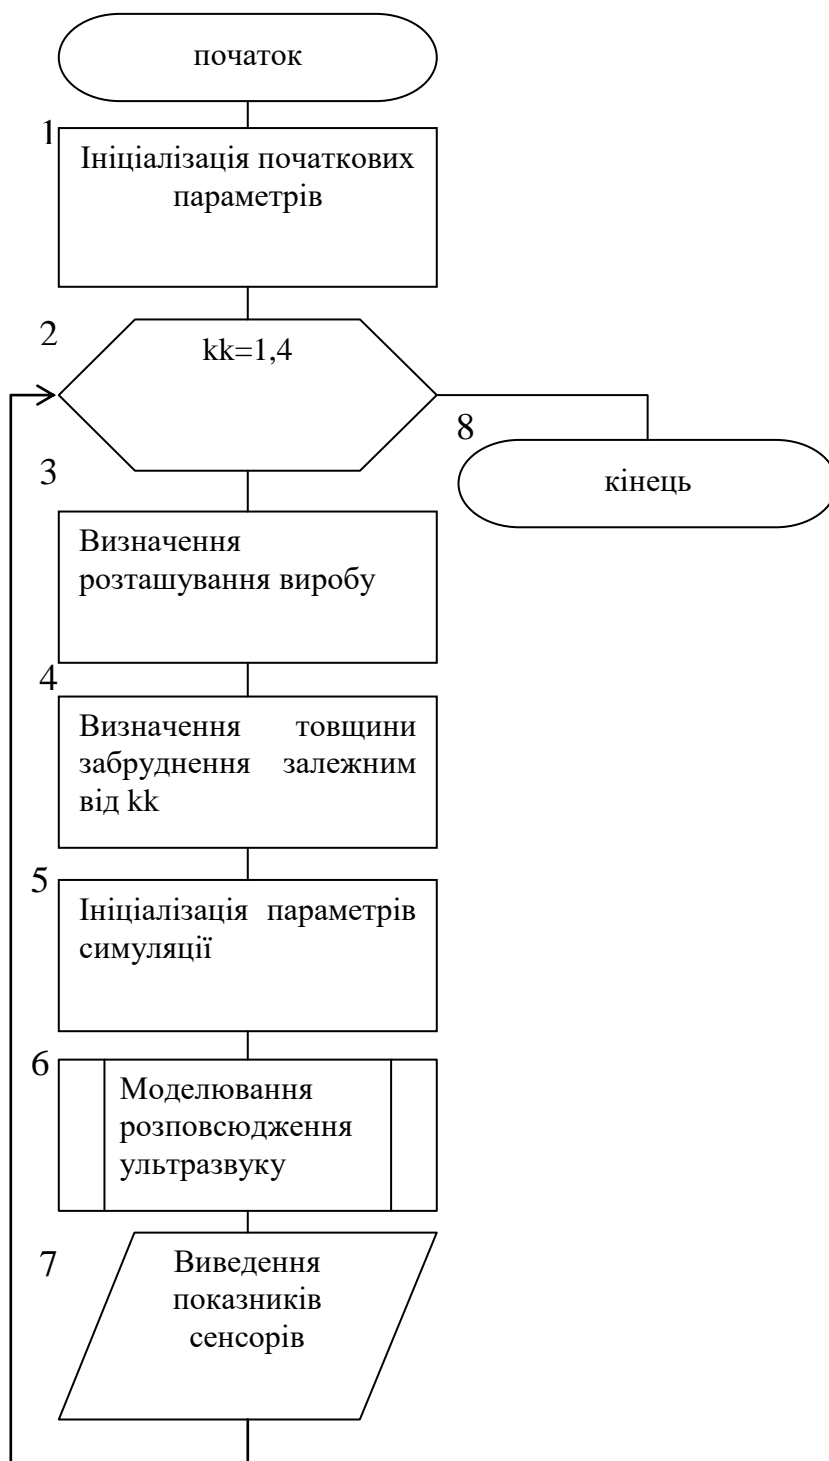 початок
1
Ініціалізація початкових
параметрів
2
kk=1,4
8
кінець
3
Визначення
розташування виробу
4
Визначення товщини
забруднення залежним
від kk
5
Ініціалізація параметрів
симуляції
6
Моделювання
розповсюдження
ультразвуку
7
Виведення
показників
сенсорів